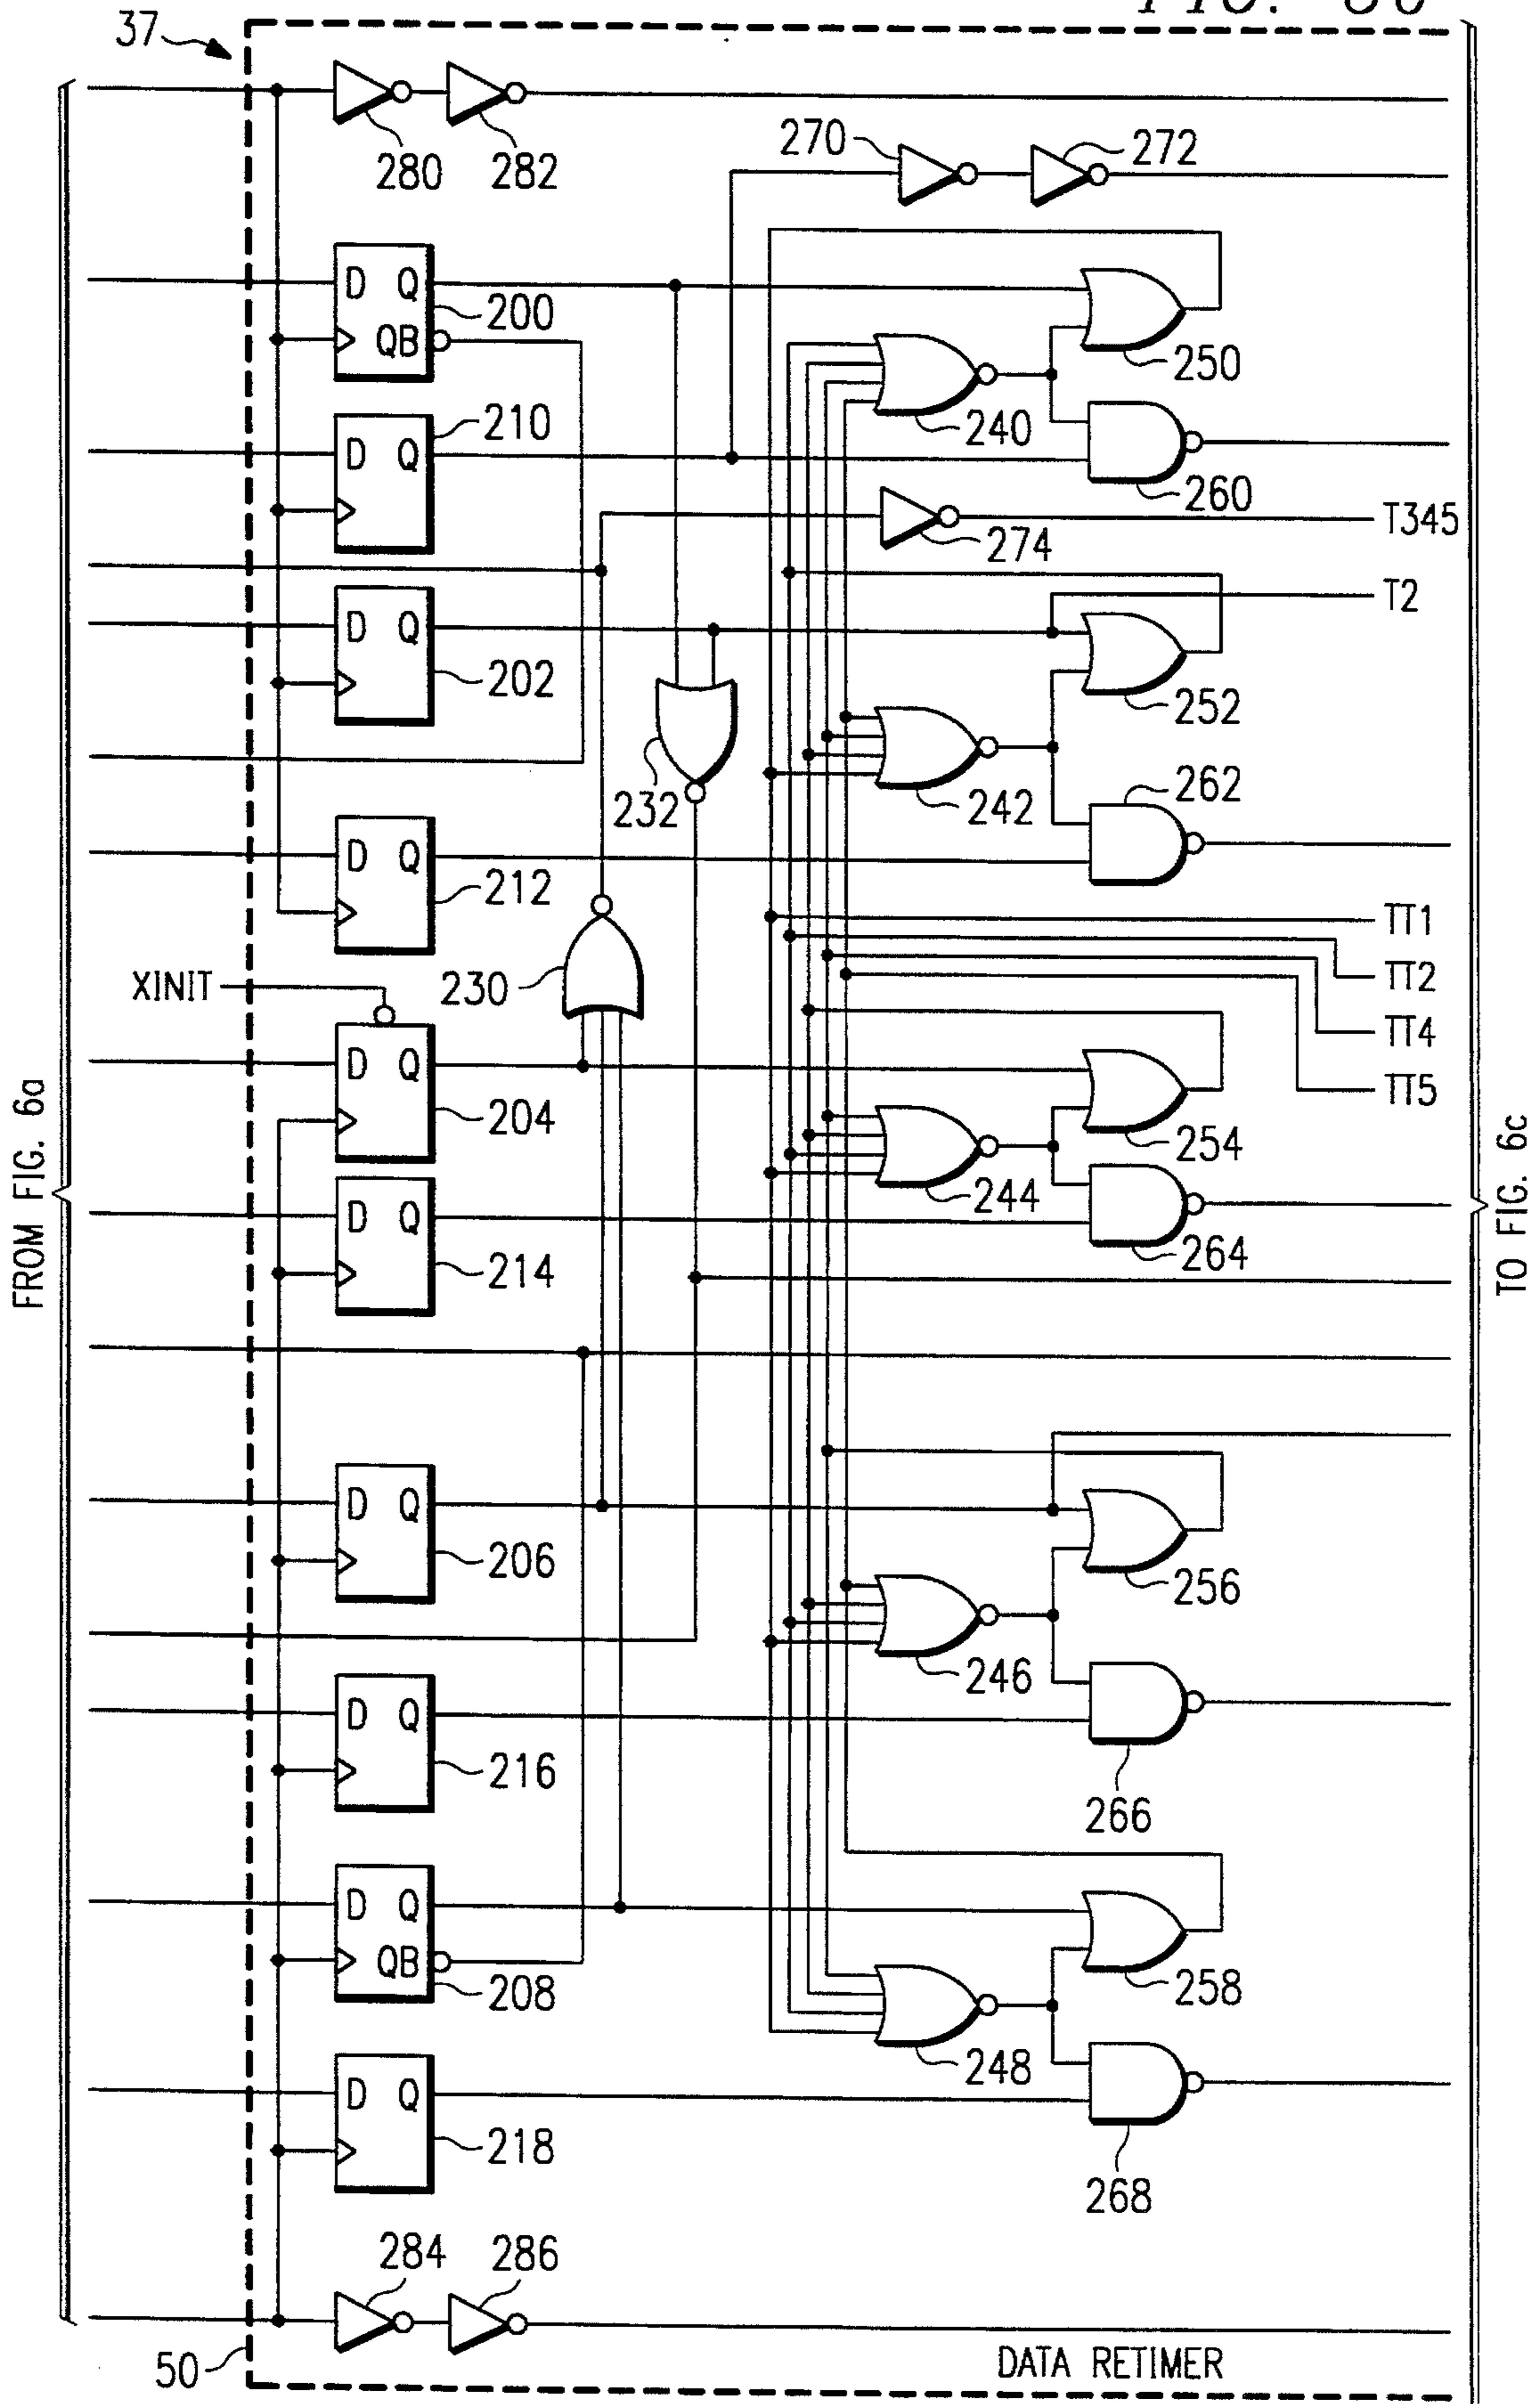 37
280
282
270
272
D Q
200
QB
250
240
D Q
210
260
274
T345
T2
D Q
202
252
232
242
262
D Q
212
TT1
XINIT
230
TT2
TT4
D Q
TT5
204
254
244
D Q
264
214
FROM FIG. 6a
TO FIG. 6c
D Q
206
256
246
D Q
216
266
D Q
QB
208
258
248
D Q
218
268
284
286
50
DATA RETIMER